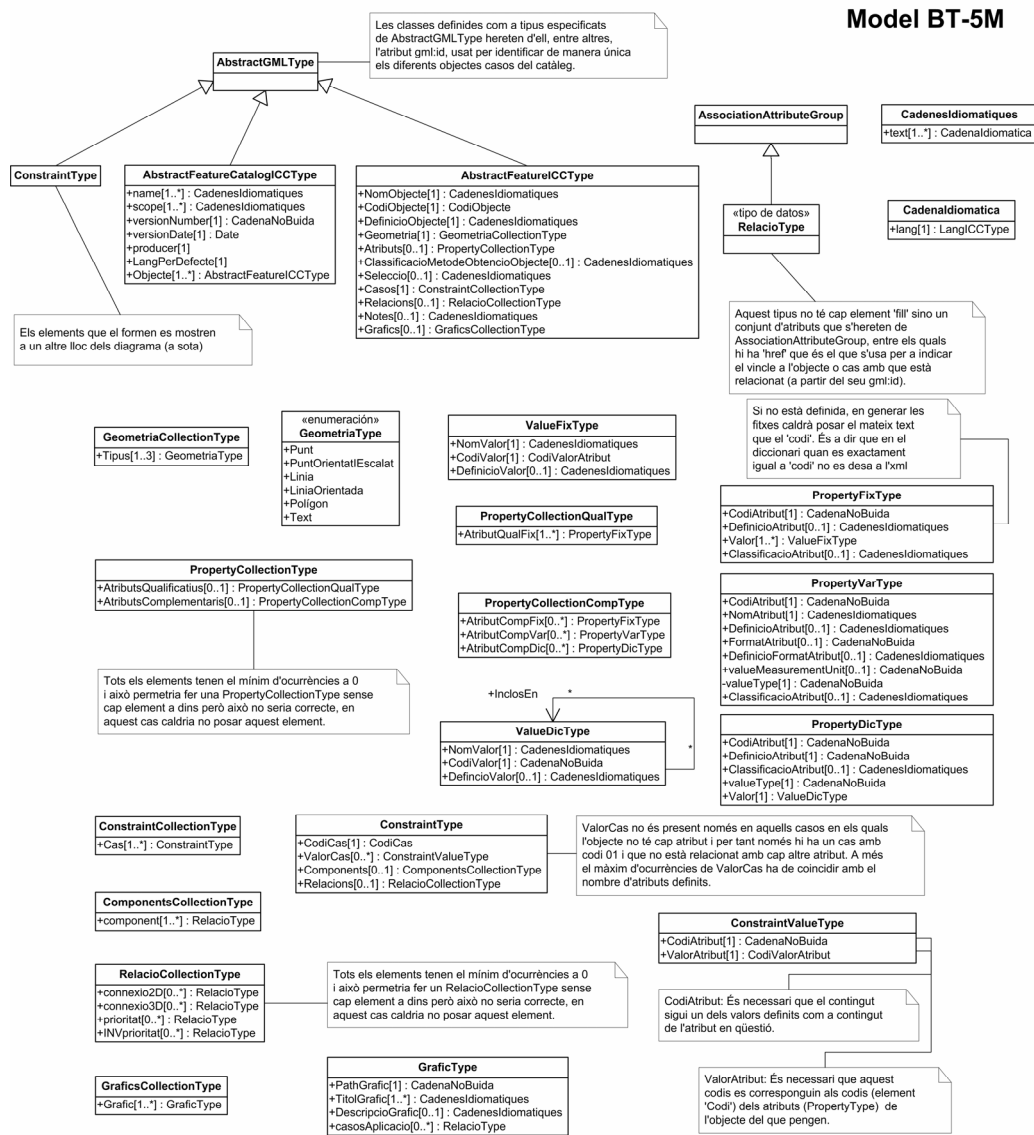 Model BT-5M
Les classes definides com a tipus especificats
de AbstractGMLType hereten d'ell, entre altres,
l'atribut gml:id, usat per identificar de manera única
els diferents objectes casos del catàleg.
AbstractGMLType
AssociationAttributeGroup
CadenesIdiomatiques
+text[1..*] : CadenaIdiomatica
ConstraintType
AbstractFeatureCatalogICCType
+name[1..*] : CadenesIdiomatiques
+scope[1..*] : CadenesIdiomatiques
+versionNumber[1] : CadenaNoBuida
+versionDate[1] : Date
+producer[1]
+LangPerDefecte[1]
+Objecte[1..*] : AbstractFeatureICCType
AbstractFeatureICCType
+NomObjecte[1] : CadenesIdiomatiques
+CodiObjecte[1] : CodiObjecte
+DefinicioObjecte[1] : CadenesIdiomatiques
+Geometria[1] : GeometriaCollectionType
+Atributs[0..1] : PropertyCollectionType
+ClassificacioMetodeObtencioObjecte[0..1] : CadenesIdiomatiques
+Seleccio[0..1] : CadenesIdiomatiques
+Casos[1] : ConstraintCollectionType
+Relacions[0..1] : RelacioCollectionType
+Notes[0..1] : CadenesIdiomatiques
+Grafics[0..1] : GraficsCollectionType
«tipo de datos»
RelacioType
CadenaIdiomatica
+lang[1] : LangICCType
Els elements que el formen es mostren
a un altre lloc dels diagrama (a sota)
Aquest tipus no té cap element 'fill' sino un
conjunt d'atributs que s'hereten de
AssociationAttributeGroup, entre els quals
hi ha 'href' que és el que s'usa per a indicar
el vincle a l'objecte o cas amb que està
relacionat (a partir del seu gml:id).
Si no està definida, en generar les
fitxes caldrà posar el mateix text
que el 'codi'. És a dir que en el
diccionari quan es exactament
igual a 'codi' no es desa a l'xml
GeometriaCollectionType
+Tipus[1..3] : GeometriaType
«enumeración»
GeometriaType
+Punt
+PuntOrientatIEscalat
+Linia
+LiniaOrientada
+Polígon
+Text
ValueFixType
+NomValor[1] : CadenesIdiomatiques
+CodiValor[1] : CodiValorAtribut
+DefinicioValor[0..1] : CadenesIdiomatiques
PropertyFixType
+CodiAtribut[1] : CadenaNoBuida
+DefinicioAtribut[0..1] : CadenesIdiomatiques
+Valor[1..*] : ValueFixType
+ClassificacioAtribut[0..1] : CadenesIdiomatiques
PropertyCollectionQualType
+AtributQualFix[1..*] : PropertyFixType
PropertyCollectionType
+AtributsQualificatius[0..1] : PropertyCollectionQualType
+AtributsComplementaris[0..1] : PropertyCollectionCompType
PropertyCollectionCompType
+AtributCompFix[0..*] : PropertyFixType
+AtributCompVar[0..*] : PropertyVarType
+AtributCompDic[0..*] : PropertyDicType
PropertyVarType
+CodiAtribut[1] : CadenaNoBuida
+NomAtribut[1] : CadenesIdiomatiques
+DefinicioAtribut[0..1] : CadenesIdiomatiques
+FormatAtribut[1] : CadenaNoBuida
+DefinicioFormatAtribut[0..1] : CadenesIdiomatiques
+valueMeasurementUnit[0..1] : CadenaNoBuida
-valueType[1] : CadenaNoBuida
+ClassificacioAtribut[0..1] : CadenesIdiomatiques
Tots els elements tenen el mínim d'ocurrències a 0
i això permetria fer una PropertyCollectionType sense
cap element a dins però això no seria correcte, en
aquest cas caldria no posar aquest element.
+InclosEn
*
*
ValueDicType
+NomValor[1] : CadenesIdiomatiques
+CodiValor[1] : CadenaNoBuida
+DefincioValor[0..1] : CadenesIdiomatiques
PropertyDicType
+CodiAtribut[1] : CadenaNoBuida
+DefinicioAtribut[1] : CadenaNoBuida
+ClassificacioAtribut[0..1] : CadenesIdiomatiques
+valueType[1] : CadenaNoBuida
+Valor[1] : ValueDicType
ConstraintCollectionType
+Cas[1..*] : ConstraintType
ConstraintType
+CodiCas[1] : CodiCas
+ValorCas[0..*] : ConstraintValueType
+Components[0..1] : ComponentsCollectionType
+Relacions[0..1] : RelacioCollectionType
ValorCas no és present només en aquells casos en els quals
l'objecte no té cap atribut i per tant només hi ha un cas amb
codi 01 i que no està relacionat amb cap altre atribut. A més
el màxim d'ocurrències de ValorCas ha de coincidir amb el
nombre d'atributs definits.
ComponentsCollectionType
+component[1..*] : RelacioType
ConstraintValueType
+CodiAtribut[1] : CadenaNoBuida
+ValorAtribut[1] : CodiValorAtribut
RelacioCollectionType
+connexio2D[0..*] : RelacioType
+connexio3D[0..*] : RelacioType
+prioritat[0..*] : RelacioType
+INVprioritat[0..*] : RelacioType
Tots els elements tenen el mínim d'ocurrències a 0
i això permetria fer un RelacioCollectionType sense
cap element a dins però això no seria correcte, en
aquest cas caldria no posar aquest element.
CodiAtribut: És necessari que el contingut
sigui un dels valors definits com a contingut
de l'atribut en qüestió.
GraficsCollectionType
+Grafic[1..*] : GraficType
GraficType
+PathGrafic[1] : CadenaNoBuida
+TitolGrafic[1..*] : CadenesIdiomatiques
+DescripcioGrafic[0..1] : CadenesIdiomatiques
+casosAplicacio[0..*] : RelacioType
ValorAtribut: És necessari que aquest
codis es corresponguin als codis (element
'Codi') dels atributs (PropertyType) de
l'objecte del que pengen.